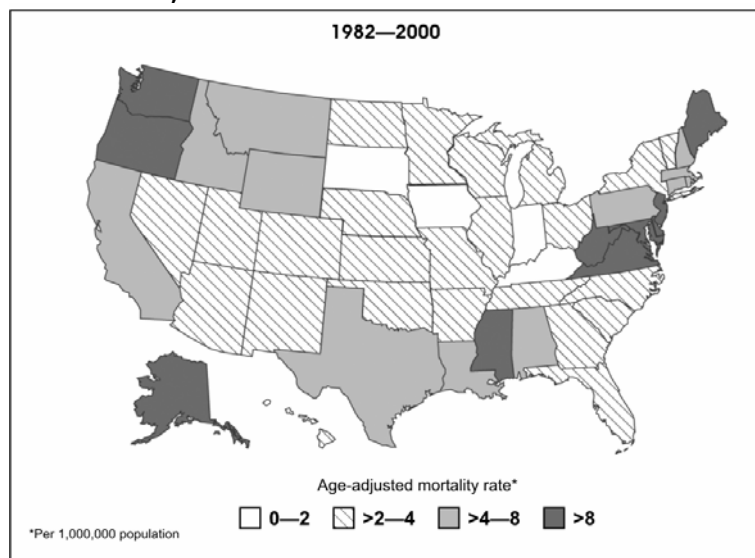 1982—2000
Age-adjusted mortality rate*
0—2 >2—4 >4—8 >8
*Per 1,000,000 population